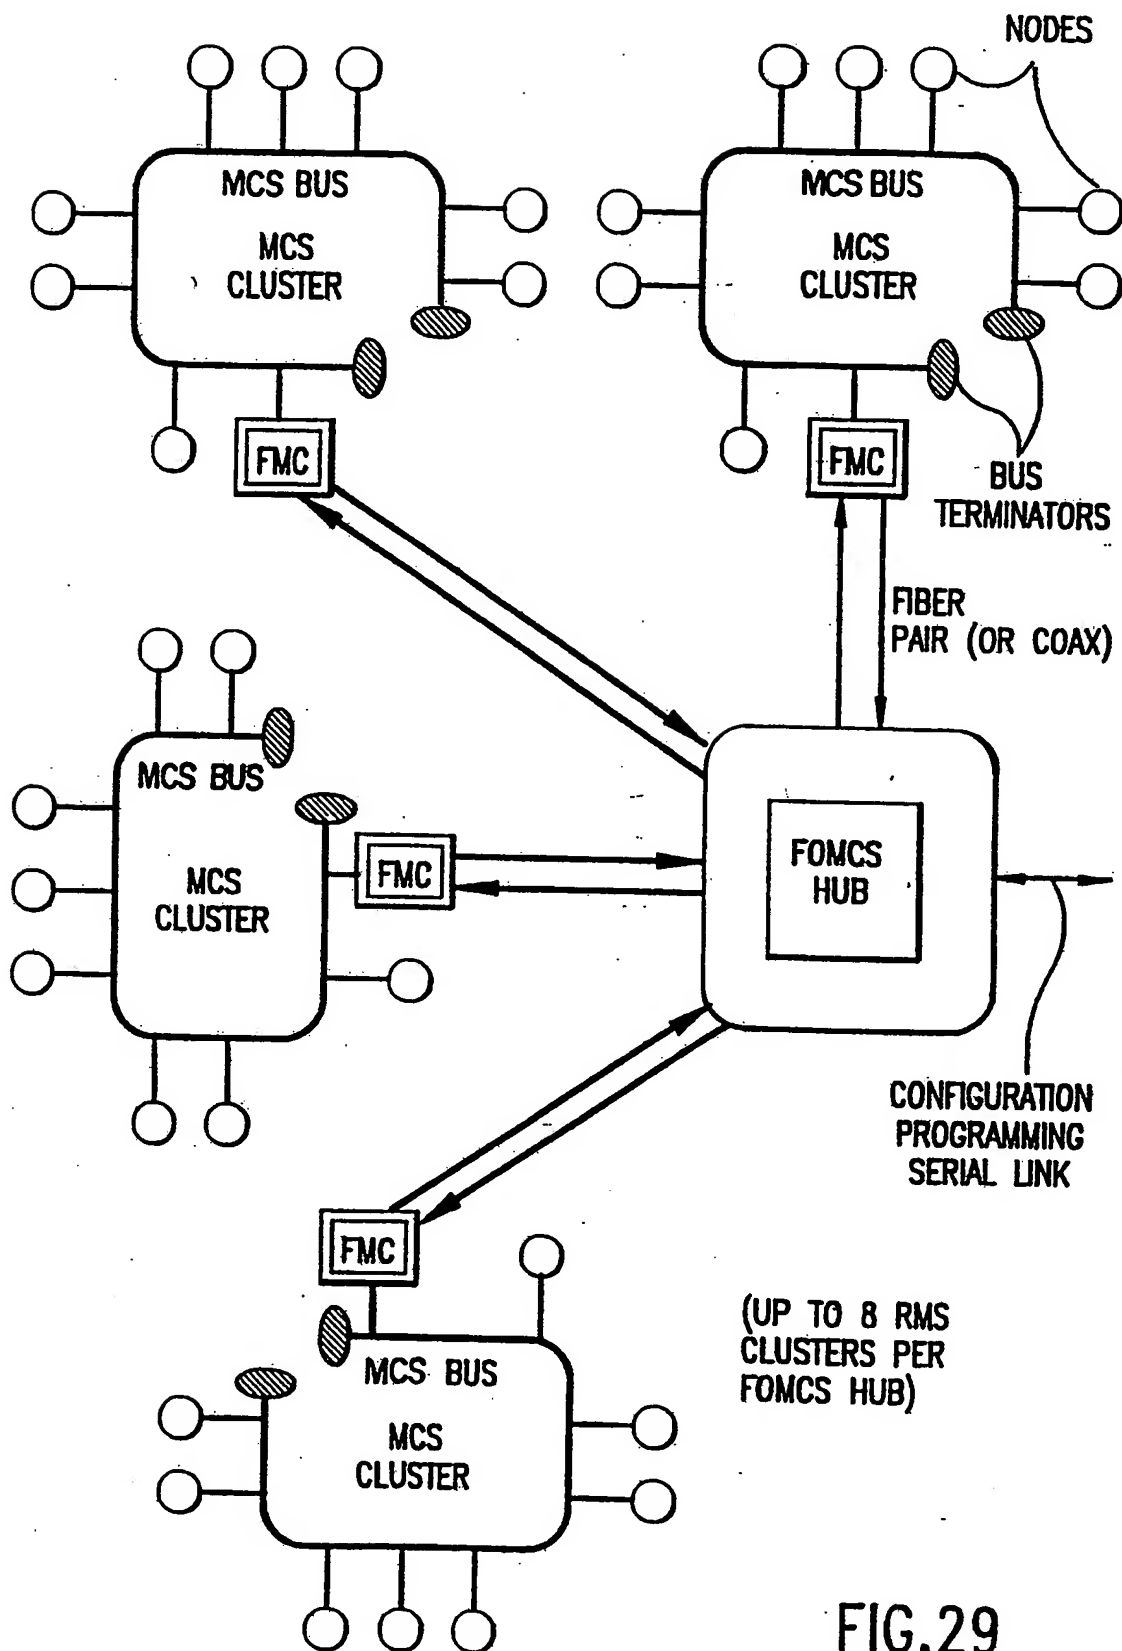 NODES
MCS BUS
MCS
CLUSTER
MCS BUS
MCS
CLUSTER
FMC
FMC
BUS
TERMINATORS
FIBER
PAIR (OR COAX)
MCS BUS
MCS
CLUSTER
FMC
FOMCS
HUB
CONFIGURATION
PROGRAMMING
SERIAL LINK
FMC
MCS BUS
MCS
CLUSTER
(UP TO 8 RMS
CLUSTERS PER
FOMCS HUB)
FIG.29